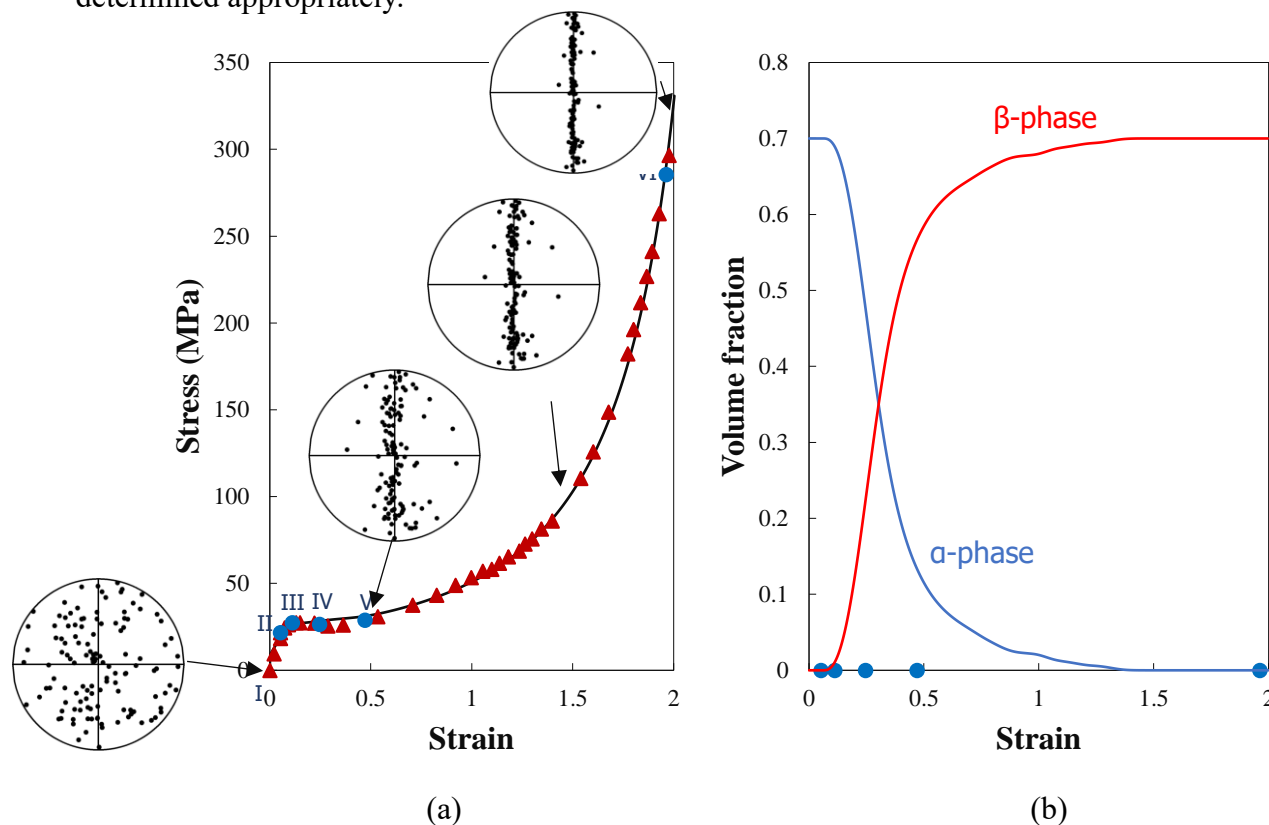 determined appropriately.
350
300
250
200
150
100
50
0
Stress (MPa)
I
II
III
IV
V
VI
0
0.5
1
1.5
2
Strain
(a)
0.8
0.7
0.6
0.5
0.4
0.3
0.2
0.1
0
Volume fraction
β-phase
α-phase
0
0.5
1
1.5
2
Strain
(b)